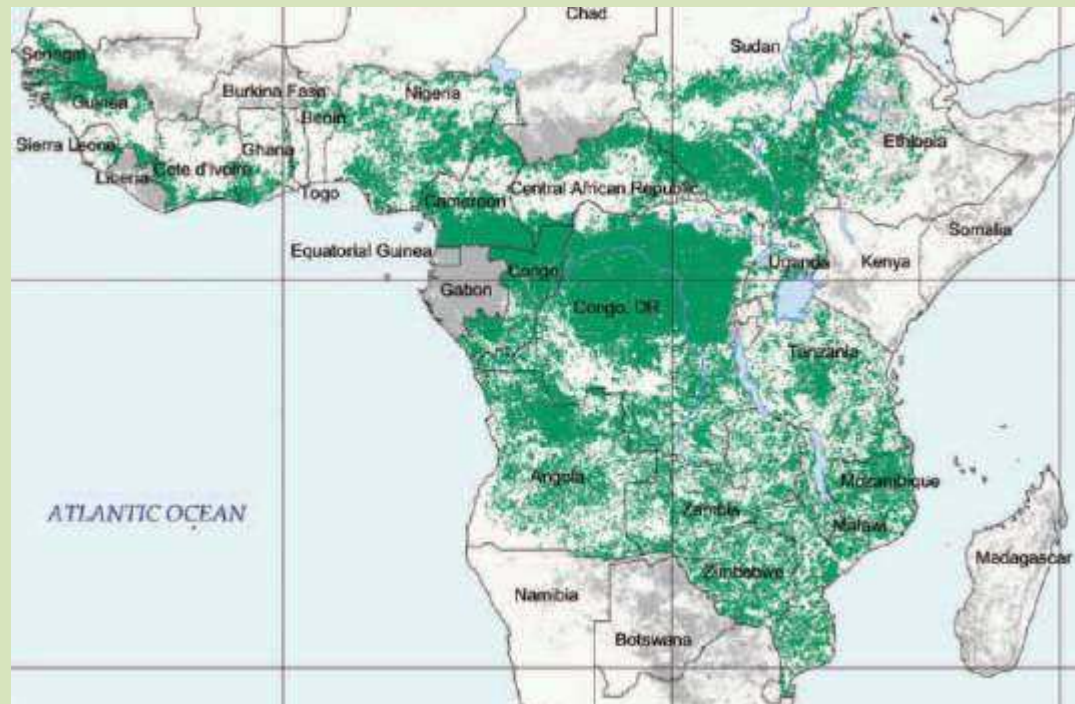 Chad
Sudan
Senegal
Burkina Faso
Nigeria
Guinea
Benin
Ethiopia
Sierra Leone
Ghana
Cote d'Ivoire
Liberia
Togo
Central African Republic
Cameroon
Somalia
Equatorial Guinea
Congo
Uganda
Kenya
Gabon
Congo, DR
Tanzania
Angola
Mozambique
ATLANTIC OCEAN
Zambia
Malawi
Madagascar
Zimbabwe
Namibia
Botswana